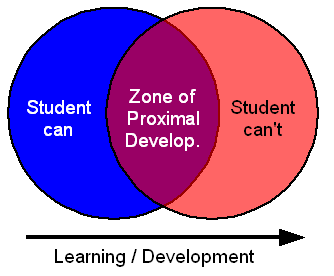 Student
can
Zone of
Proximal
Develop.
Student
can't
Learning / Development